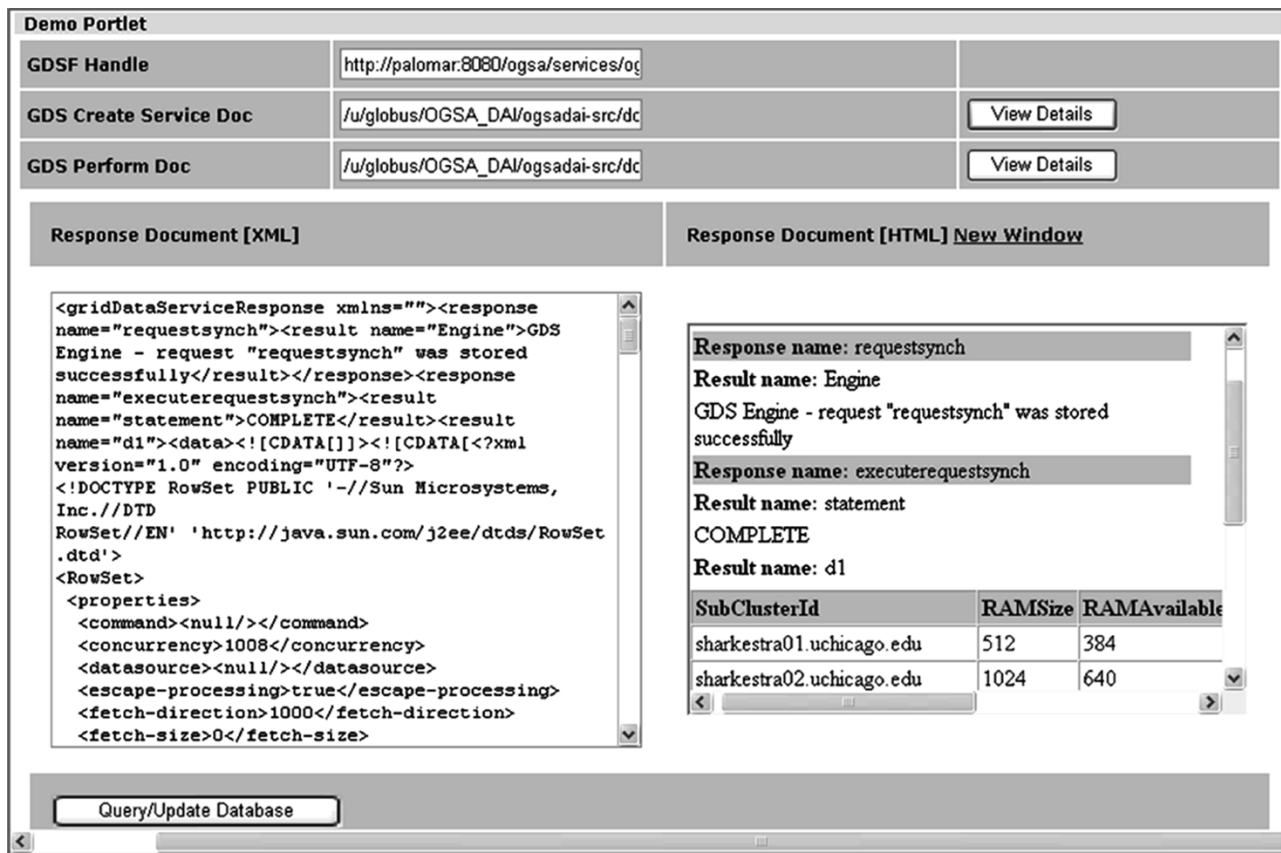 Demo Portlet
GDSF Handle http://palomar:8080/ogsa/services/og
GDS Create Service Doc /u/globus/OGSA_DAI/ogsadai-src/dc View Details
GDS Perform Doc /u/globus/OGSA_DAI/ogsadai-src/dc View Details
Response Document [XML]
<gridDataServiceResponse xmlns=""><response
name="requestsynch"><result name="Engine">GDS
Engine - request "requestsynch" was stored
successfully</result></response><response
name="executerequestsynch"><result
name="statement">COMPLETE</result><result
name="d1"><data><![CDATA[]]><![CDATA[<?xml
version="1.0" encoding="UTF-8"?>
<!DOCTYPE RowSet PUBLIC '-//Sun Microsystems,
Inc.//DTD
RowSet//EN' 'http://java.sun.com/j2ee/dtds/RowSet
.dtd'>
<RowSet>
<properties>
<command><null/></command>
<concurrency>1008</concurrency>
<datasource><null/></datasource>
<escape-processing>true</escape-processing>
<fetch-direction>1000</fetch-direction>
<fetch-size>0</fetch-size>
Response Document [HTML] New Window
Response name: requestsynch
Result name: Engine
GDS Engine - request "requestsynch" was stored
successfully
Response name: executerequestsynch
Result name: statement
COMPLETE
Result name: d1
SubClusterId RAMSize RAMAvailable
sharkestra01.uchicago.edu 512 384
sharkestra02.uchicago.edu 1024 640
Query/Update Database